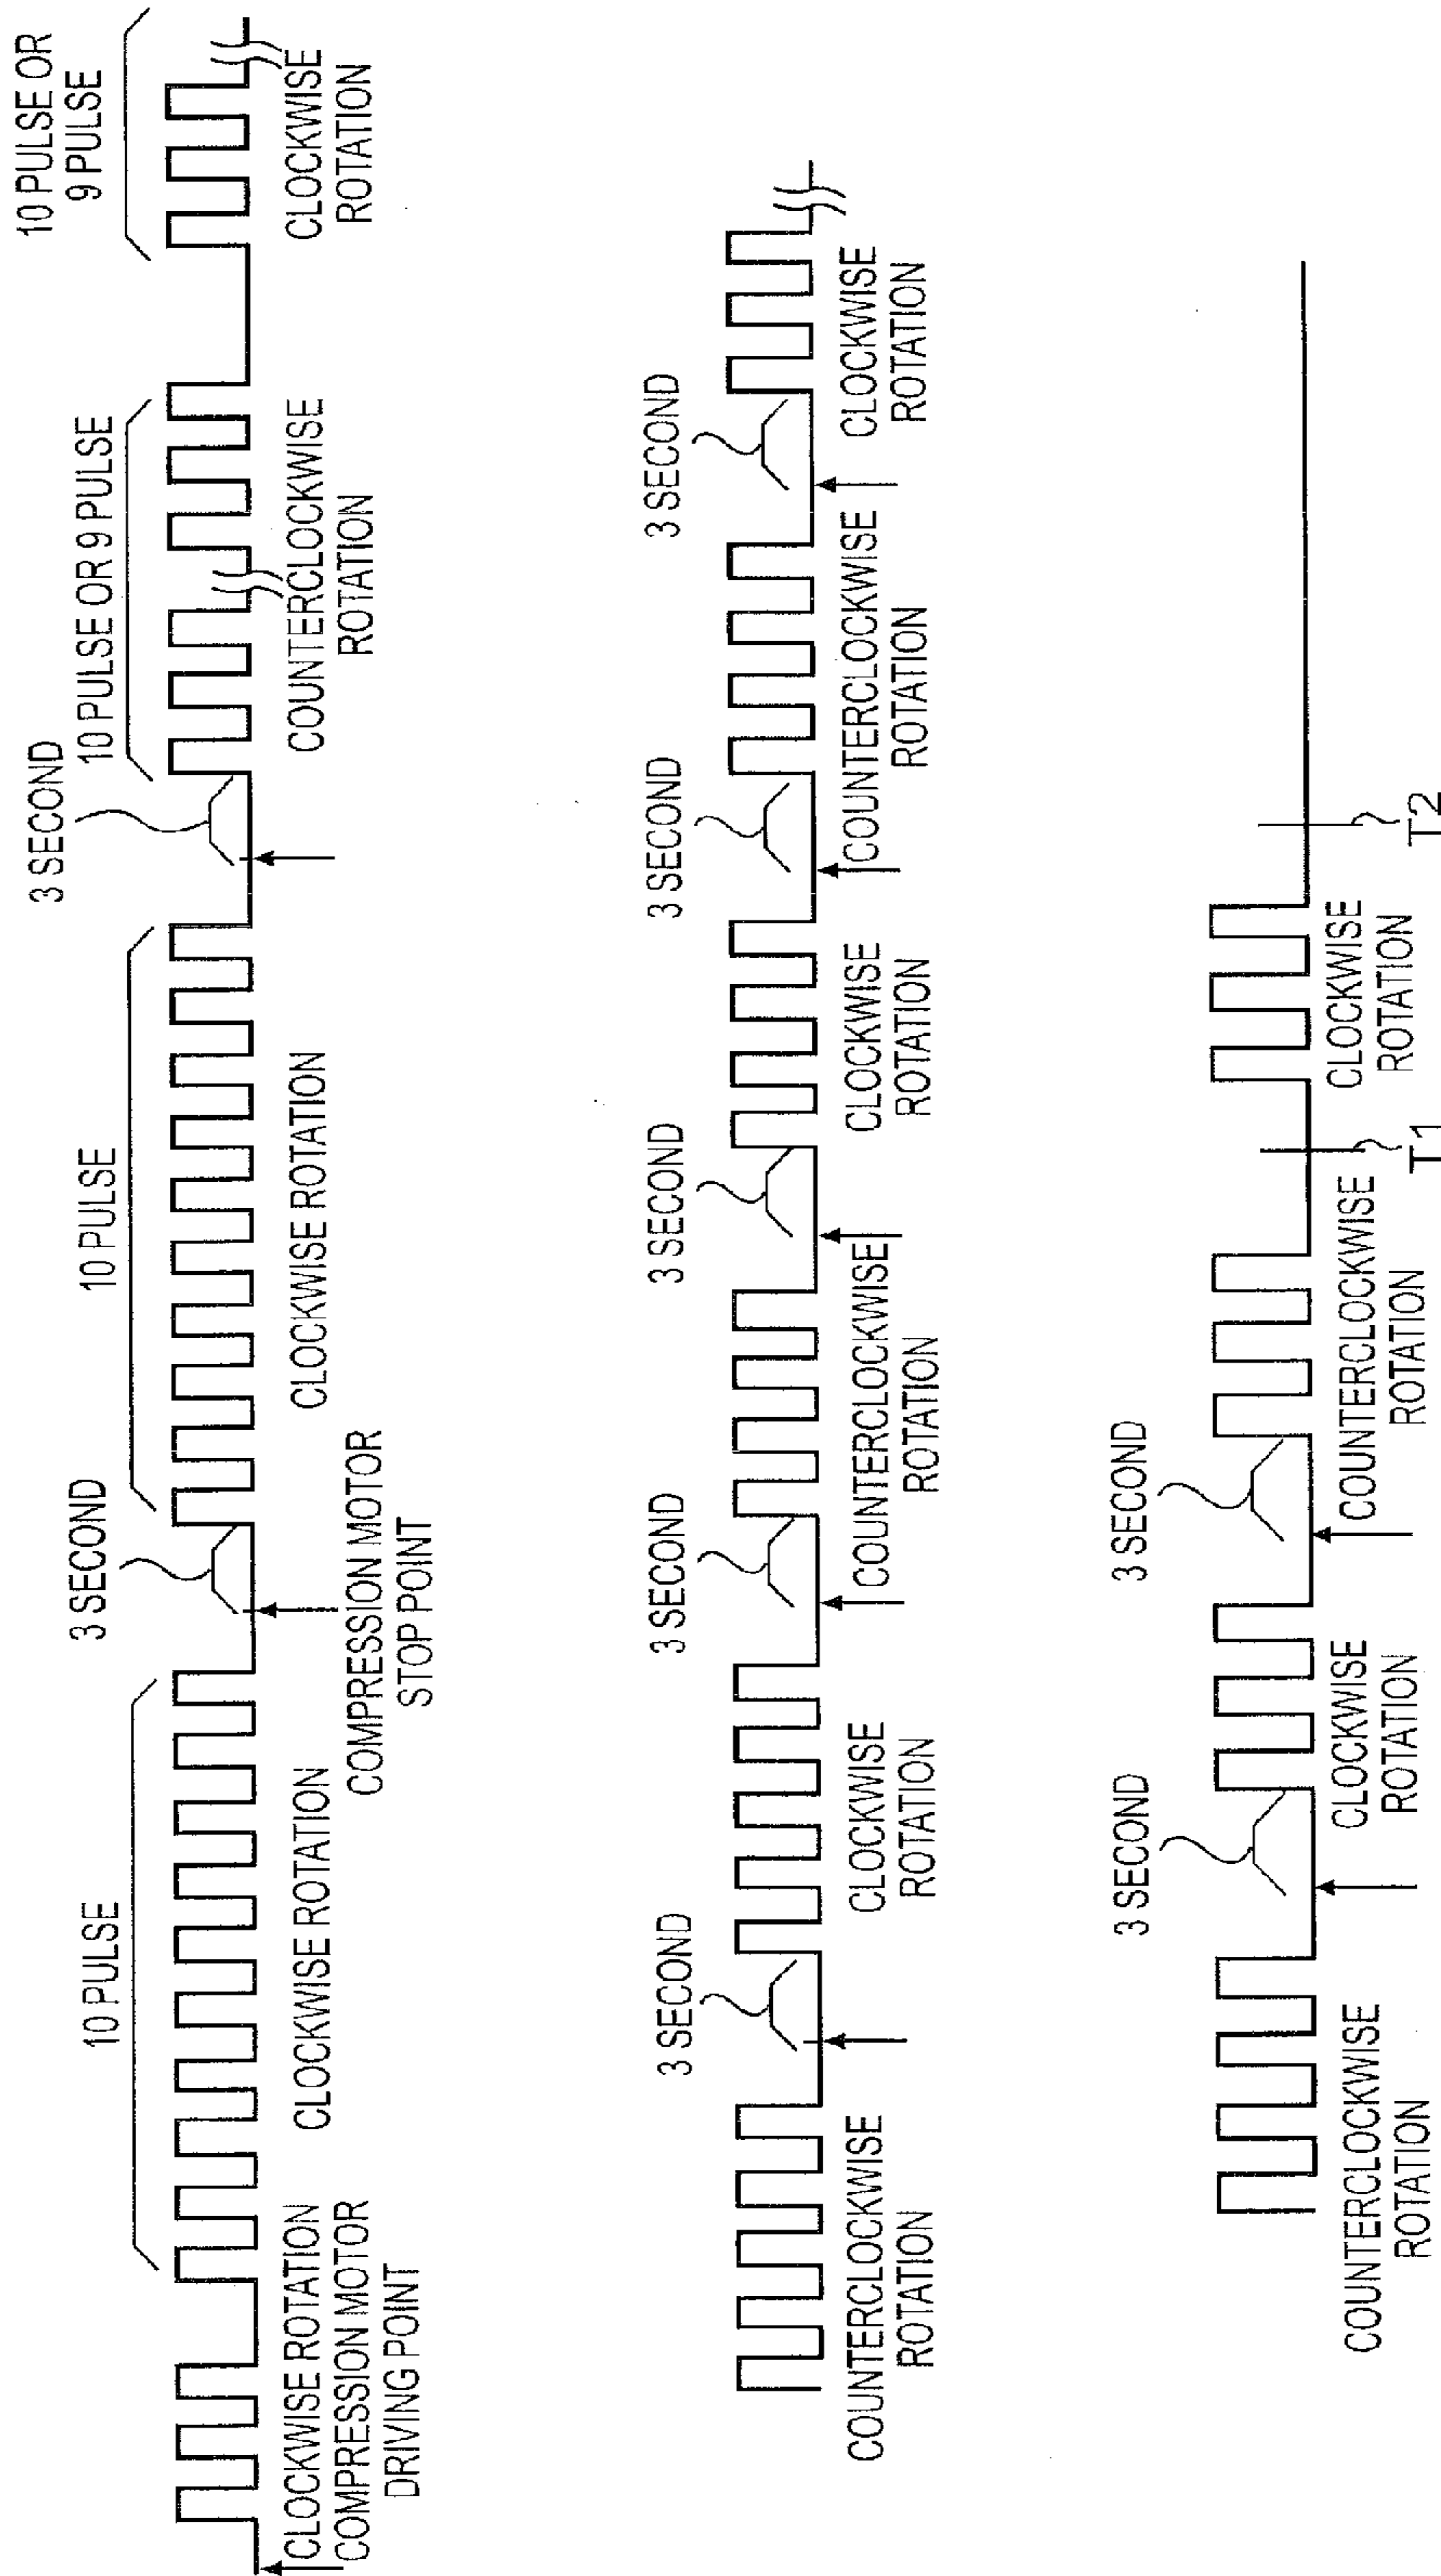 10 PULSE
10 PULSE
10 PULSE OR 9 PULSE
10 PULSE OR
9 PULSE
3 SECOND
3 SECOND
CLOCKWISE ROTATION
COMPRESSION MOTOR
DRIVING POINT
CLOCKWISE ROTATION
COMPRESSION MOTOR
STOP POINT
CLOCKWISE ROTATION
COUNTERCLOCKWISE
ROTATION
CLOCKWISE
ROTATION
3 SECOND
3 SECOND
3 SECOND
3 SECOND
3 SECOND
COUNTERCLOCKWISE
ROTATION
CLOCKWISE
ROTATION
COUNTERCLOCKWISE
ROTATION
CLOCKWISE
ROTATION
COUNTERCLOCKWISE
ROTATION
CLOCKWISE
ROTATION
3 SECOND
3 SECOND
COUNTERCLOCKWISE
ROTATION
CLOCKWISE
ROTATION
COUNTERCLOCKWISE
ROTATION
T1
CLOCKWISE
ROTATION
T2